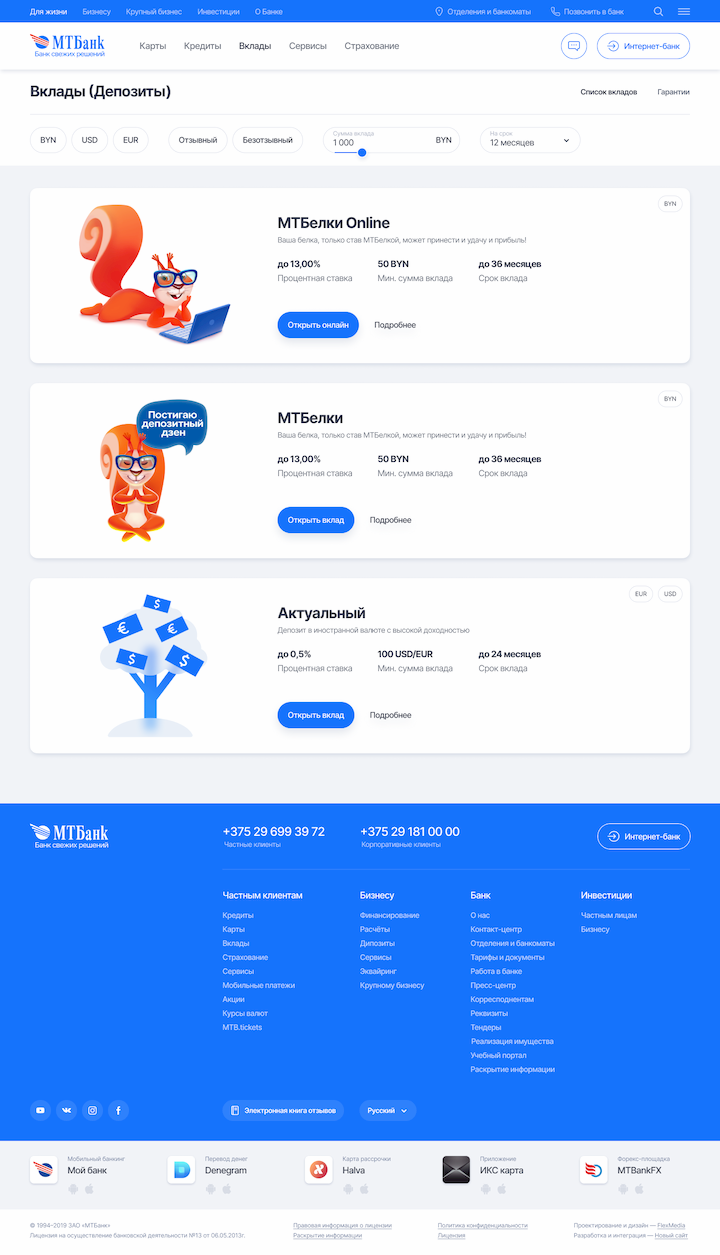 Для жизни Бизнесу Крупный бизнес Инвестиции О Банке Отделения и банкоматы Позвонить в банк
МТБанк
Банк свежих решений
Карты Кредиты Вклады Сервисы Страхование Интернет-банк
Вклады (Депозиты) Список вкладов Гарантии
Сумма вклада На срок
BYN USD EUR Отзывный Безотзывный 1 000 BYN 12 месяцев
BYN
МТБелки Online
Ваша белка, только став МТБелкой, может принести и удачу и прибыль!
до 13,00% 50 BYN до 36 месяцев
Процентная ставка Мин. сумма вклада Срок вклада
Открыть онлайн Подробнее
BYN
Постигаю
депозитный
дзен
МТБелки
Ваша белка, только став МТБелкой, может принести и удачу и прибыль!
до 13,00% 50 BYN до 36 месяцев
Процентная ставка Мин. сумма вклада Срок вклада
Открыть вклад Подробнее
EUR USD
$
€ €
$ $
Актуальный
Депозит в иностранной валюте с высокой доходностью
до 0,5% 100 USD/EUR до 24 месяцев
Процентная ставка Мин. сумма вклада Срок вклада
Открыть вклад Подробнее
МТБанк
Банк свежих решений
+375 29 699 39 72 +375 29 181 00 00 Интернет-банк
Частные клиенты Корпоративные клиенты
Частным клиентам Бизнесу Банк Инвестиции
Кредиты Финансирование О нас Частным лицам
Карты Расчёты Контакт-центр Бизнесу
Вклады Дипозиты Отделения и банкоматы
Страхование Сервисы Тарифы и документы
Сервисы Эквайринг Работа в банке
Мобильные платежи Крупному бизнесу Пресс-центр
Акции Корреспондентам
Курсы валют Реквизиты
MTB.tickets Тендеры
Реализация имущества
Учебный портал
Раскрытие информации
Электронная книга отзывов Русский
Мобильный банкинг Перевод денег Карта рассрочки Приложение Форекс-площадка
Мой банк Denegram Halva ИКС карта MTBankFX
© 1994–2019 ЗАО «МТБанк» Правовая информация о лицензии Политика конфиденциальности Проектирование и дизайн — FlexMedia
Лицензия на осуществление банковской деятельности №13 от 06.05.2013г. Раскрытие информации Лицензия Разработка и интеграция — Новый сайт